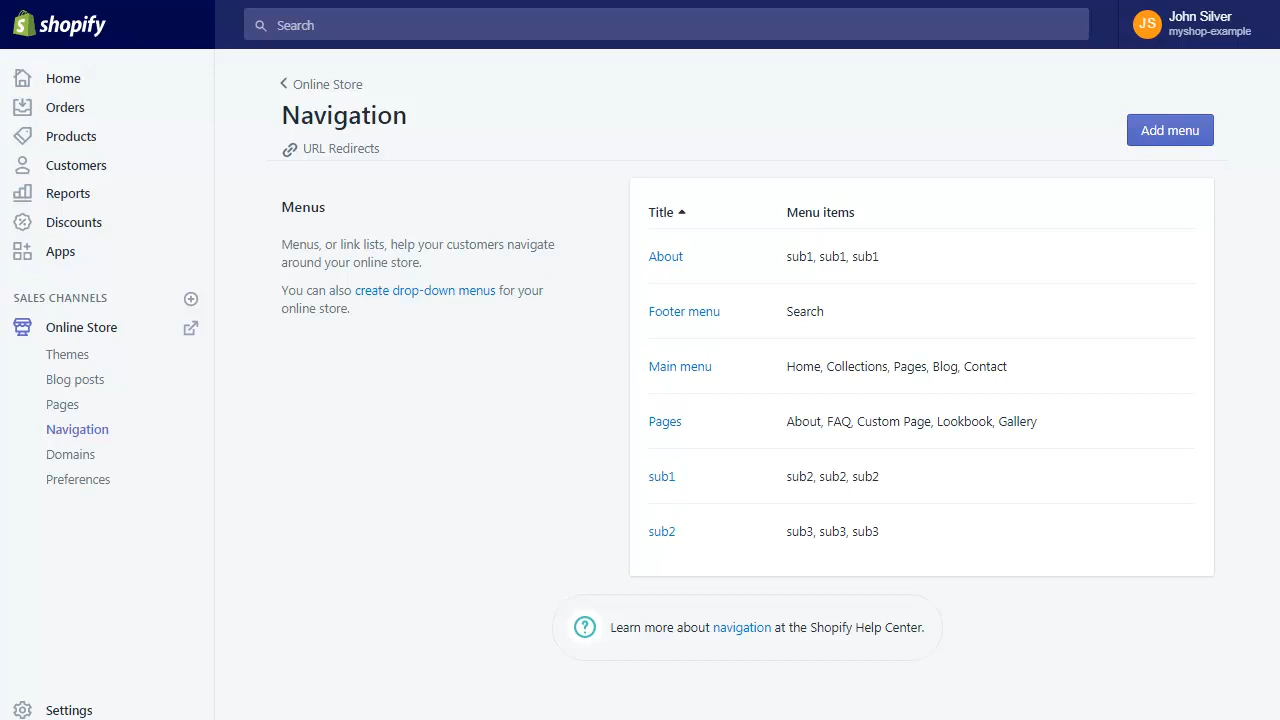 shopify
Search
JS
John Silver
myshop-example
Home
Orders
Products
Customers
Reports
Discounts
Apps
SALES CHANNELS
Online Store
Themes
Blog posts
Pages
Navigation
Domains
Preferences
Settings
Online Store
Navigation
URL Redirects
Add menu
Menus
Menus, or link lists, help your customers navigate
around your online store.
You can also create drop-down menus for your
online store.
Title Menu items
About sub1, sub1, sub1
Footer menu Search
Main menu Home, Collections, Pages, Blog, Contact
Pages About, FAQ, Custom Page, Lookbook, Gallery
sub1 sub2, sub2, sub2
sub2 sub3, sub3, sub3
Learn more about navigation at the Shopify Help Center.